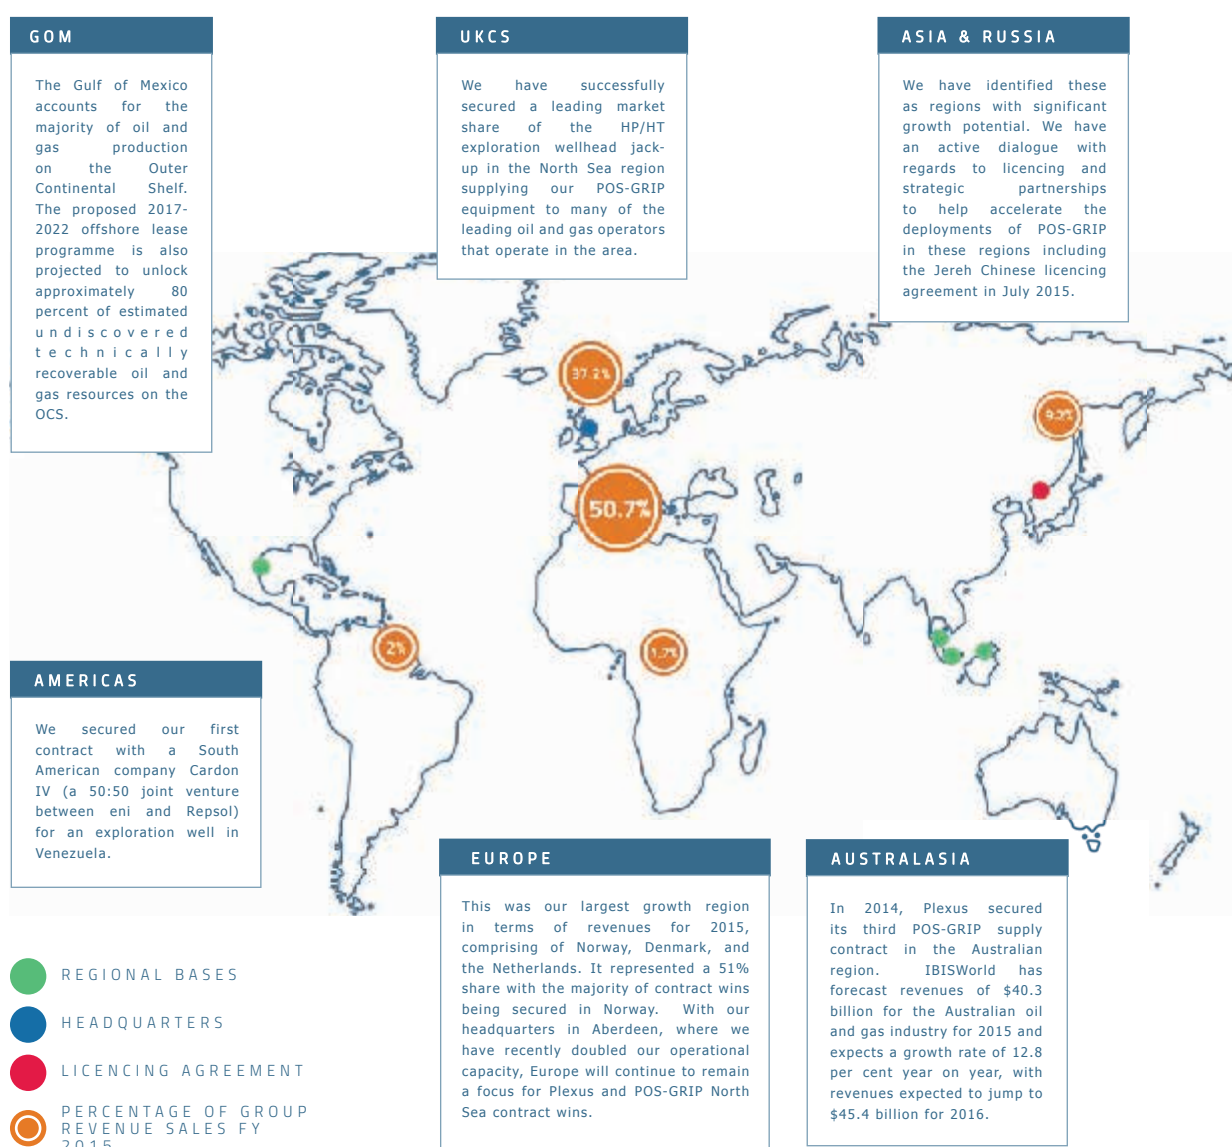 GOM
The Gulf of Mexico
accounts for the
majority of oil and
gas production
on the Outer
Continental Shelf.
The proposed 2017-
2022 offshore lease
programme is also
projected to unlock
approximately 80
percent of estimated
undiscovered
technically
recoverable oil and
gas resources on the
OCS.
UKCS
We have successfully
secured a leading market
share of the HP/HT
exploration wellhead jack-
up in the North Sea region
supplying our POS-GRIP
equipment to many of the
leading oil and gas operators
that operate in the area.
ASIA & RUSSIA
We have identified these
as regions with significant
growth potential. We have
an active dialogue with
regards to licencing and
strategic partnerships
to help accelerate the
deployments of POS-GRIP
in these regions including
the Jereh Chinese licencing
agreement in July 2015.
37.2%
50.7%
2%
1.7%
AMERICAS
We secured our first
contract with a South
American company Cardon
IV (a 50:50 joint venture
between eni and Repsol)
for an exploration well in
Venezuela.
EUROPE
This was our largest growth region
in terms of revenues for 2015,
comprising of Norway, Denmark, and
the Netherlands. It represented a 51%
share with the majority of contract wins
being secured in Norway. With our
headquarters in Aberdeen, where we
have recently doubled our operational
capacity, Europe will continue to remain
a focus for Plexus and POS-GRIP North
Sea contract wins.
AUSTRALASIA
In 2014, Plexus secured
its third POS-GRIP supply
contract in the Australian
region. IBISWorld has
forecast revenues of $40.3
billion for the Australian oil
and gas industry for 2015 and
expects a growth rate of 12.8
per cent year on year, with
revenues expected to jump to
$45.4 billion for 2016.
REGIONAL BASES
HEADQUARTERS
LICENCING AGREEMENT
PERCENTAGE OF GROUP
REVENUE SALES FY
2015